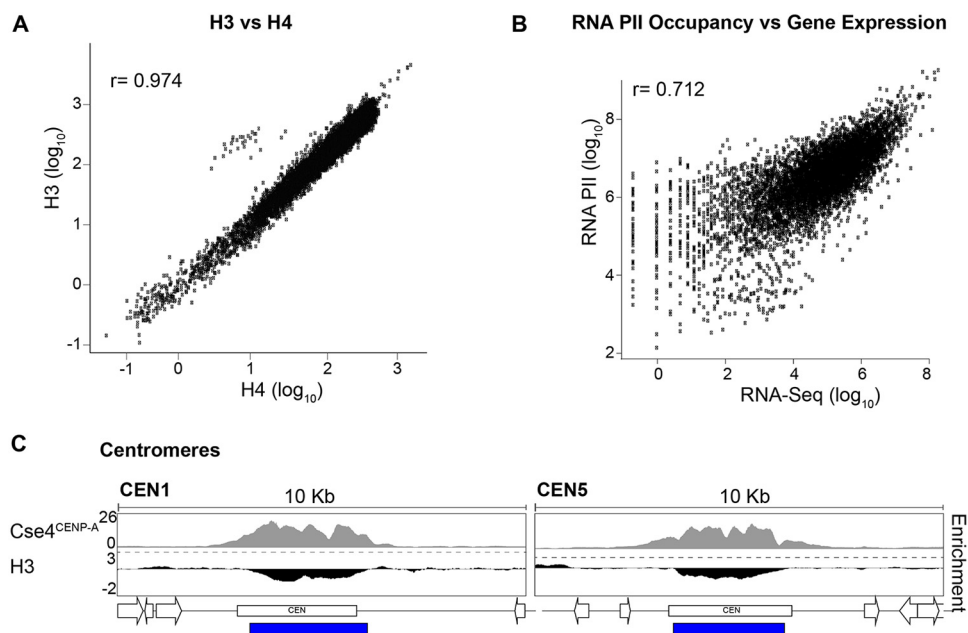 A
H3 vs H4
r= 0.974
H3 (log10)
3
2
1
0
-1
-1 0 1 2 3
H4 (log10)
B
RNA PII Occupancy vs Gene Expression
r= 0.712
RNA PII (log10)
8
6
4
2
0 2 4 6 8
RNA-Seq (log10)
C
Centromeres
CEN1
10 Kb
CEN5
10 Kb
Cse4CENP-A
26
0
H3
3
-2
Enrichment
CEN
CEN